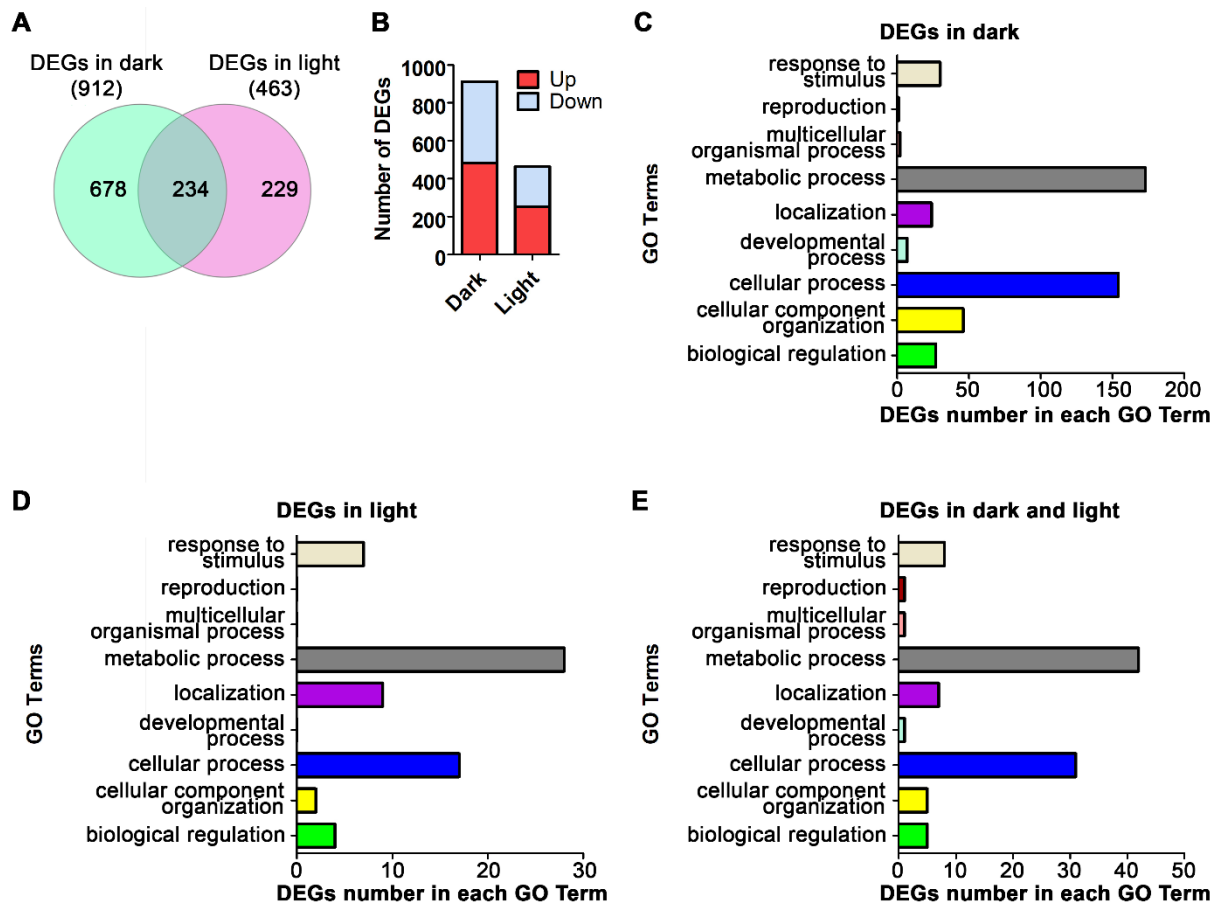 A
DEGs in dark
(912)
DEGs in light
(463)
678
234
229
B
Number of DEGs
1000
800
600
400
200
0
Up
Down
Dark
Light
C
DEGs in dark
GO Terms
response to
stimulus
reproduction
multicellular
organismal process
metabolic process
localization
developmental
process
cellular process
cellular component
organization
biological regulation
0 50 100 150 200
DEGs number in each GO Term
D
DEGs in light
GO Terms
response to
stimulus
reproduction
multicellular
organismal process
metabolic process
localization
developmental
process
cellular process
cellular component
organization
biological regulation
0 10 20 30
DEGs number in each GO Term
E
DEGs in dark and light
GO Terms
response to
stimulus
reproduction
multicellular
organismal process
metabolic process
localization
developmental
process
cellular process
cellular component
organization
biological regulation
0 10 20 30 40 50
DEGs number in each GO Term